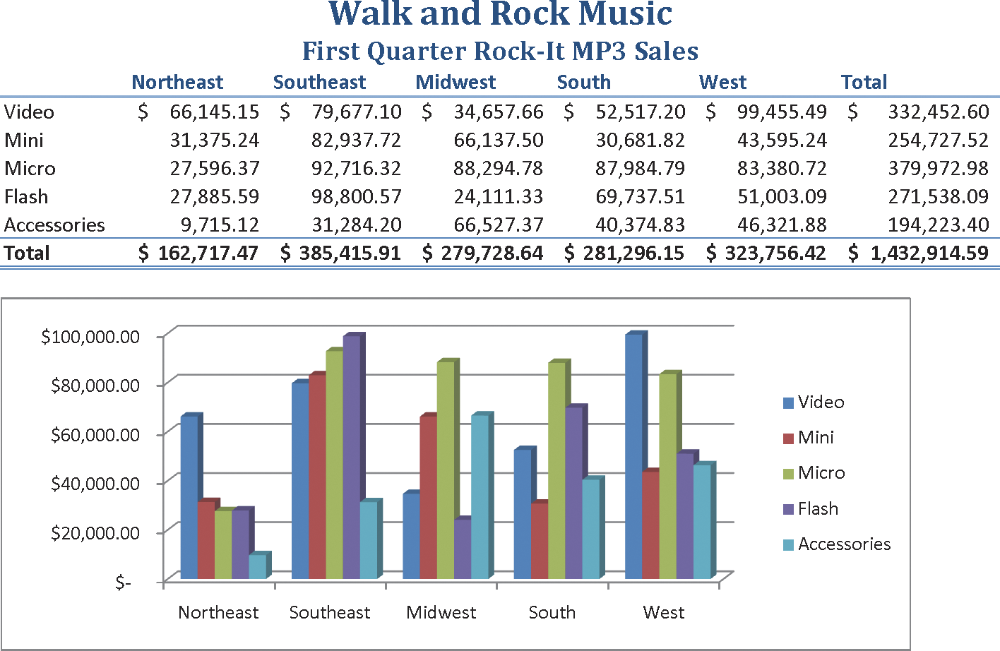 Walk and Rock Music
First Quarter Rock-It MP3 Sales
Northeast Southeast Midwest South West Total
Video $ 66,145.15 $ 79,677.10 $ 34,657.66 $ 52,517.20 $ 99,455.49 $ 332,452.60
Mini 31,375.24 82,937.72 66,137.50 30,681.82 43,595.24 254,727.52
Micro 27,596.37 92,716.32 88,294.78 87,984.79 83,380.72 379,972.98
Flash 27,885.59 98,800.57 24,111.33 69,737.51 51,003.09 271,538.09
Accessories 9,715.12 31,284.20 66,527.37 40,374.83 46,321.88 194,223.40
Total $ 162,717.47 $ 385,415.91 $ 279,728.64 $ 281,296.15 $ 323,756.42 $ 1,432,914.59
$100,000.00
$80,000.00
$60,000.00
$40,000.00
$20,000.00
$-
Northeast Southeast Midwest South West
Video
Mini
Micro
Flash
Accessories